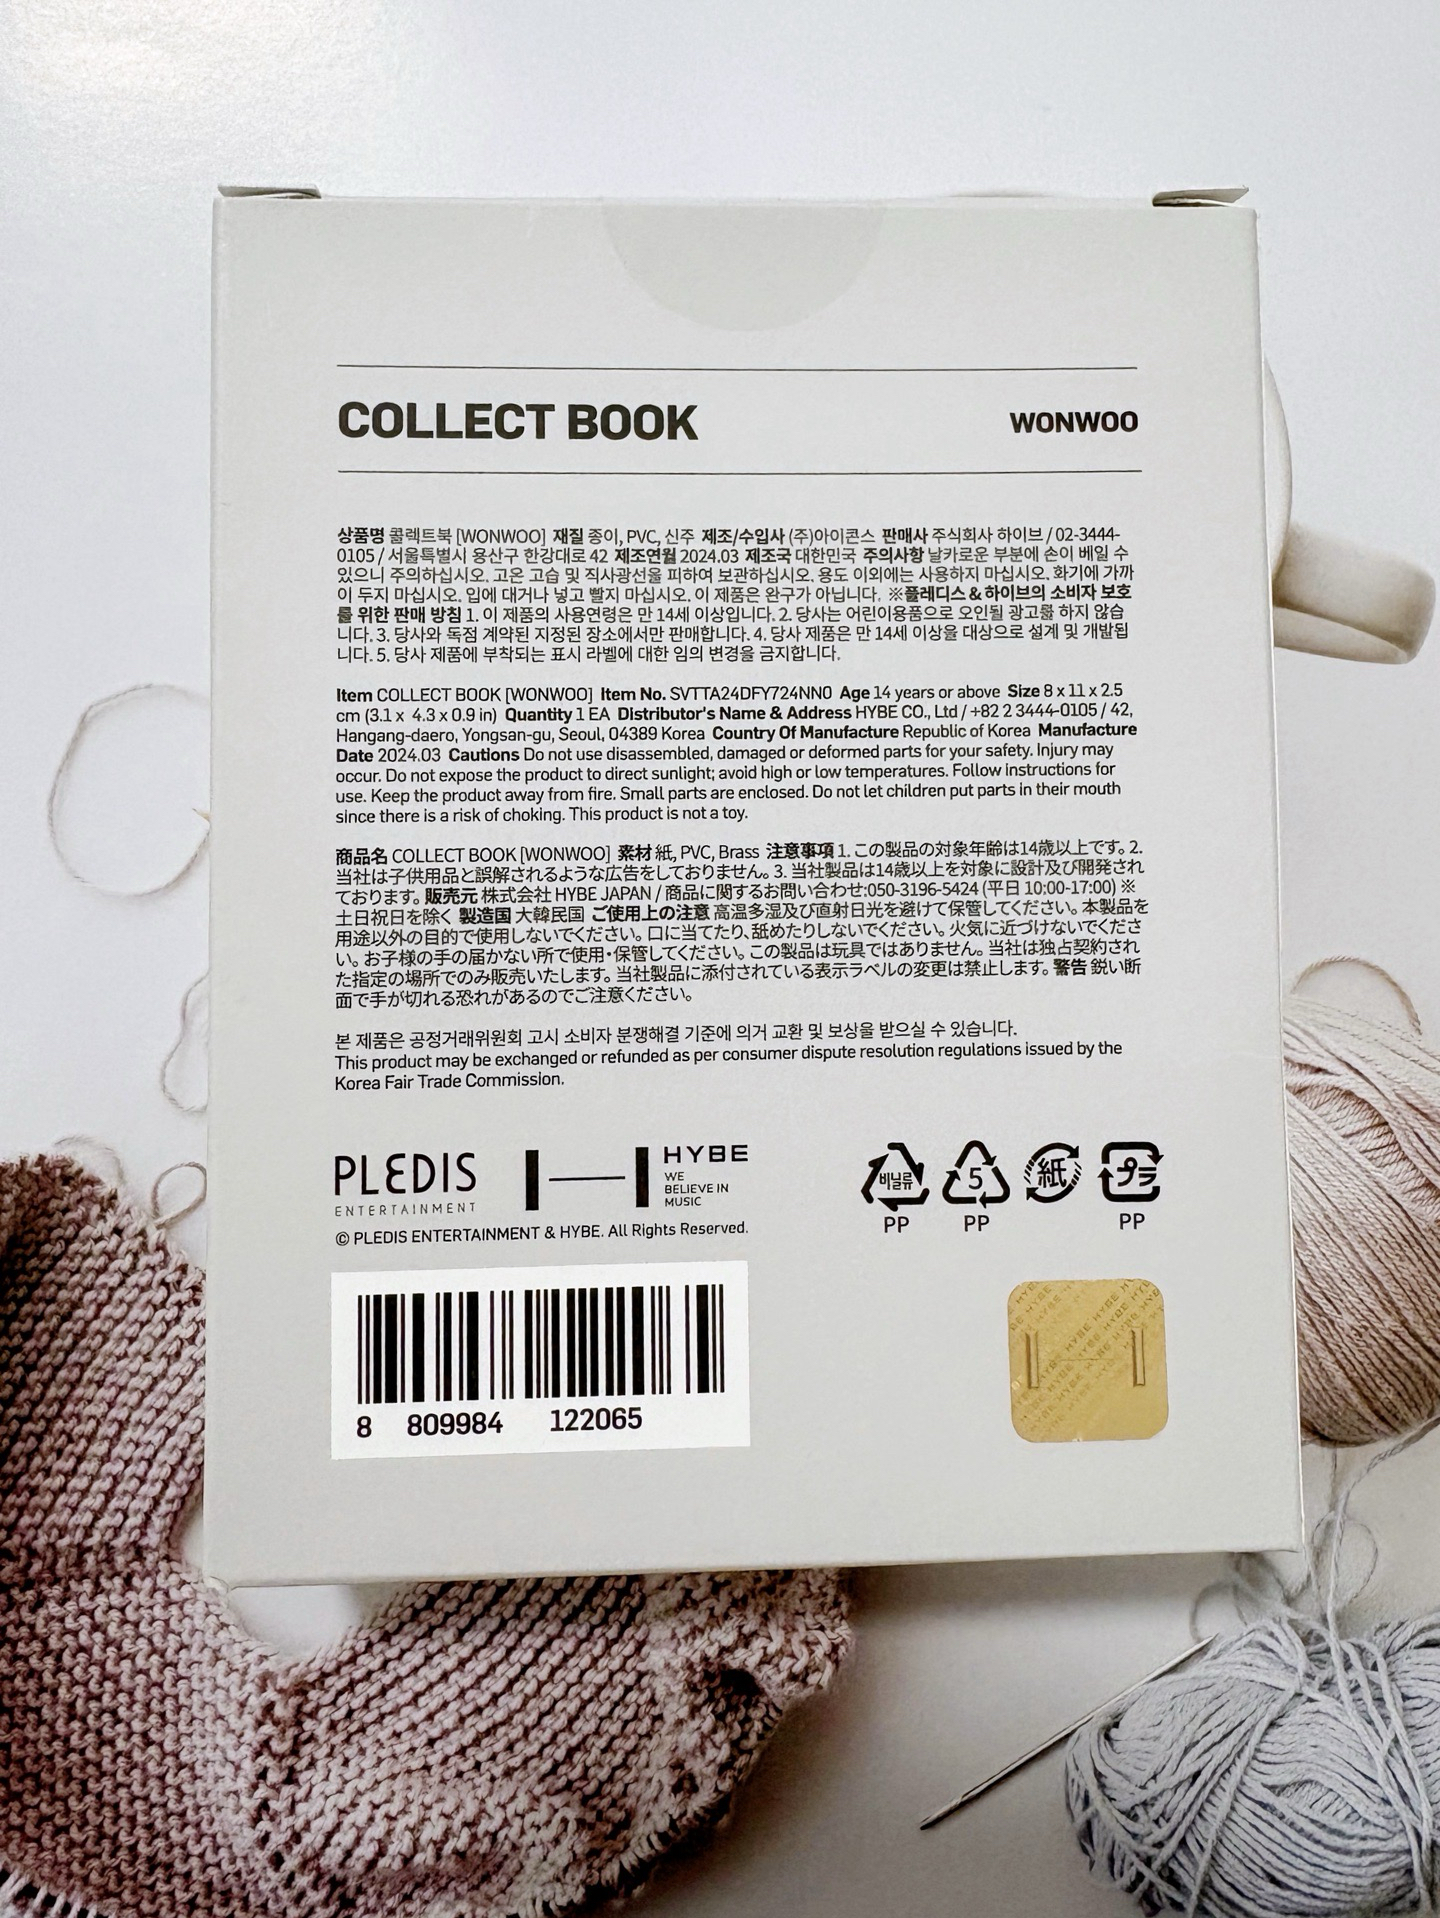 COLLECT BOOK
WONWOO
상품명 콜렉트북 [WONWOO] 재질 종이, PVC, 신주 제조/수입사 (주)아이콘스 판매사 주식회사 하이브 / 02-3444-
0105 / 서울특별시 용산구 한강대로 42 제조연월 2024.03 제조국 대한민국 주의사항 날카로운 부분에 손이 베일 수
있으니 주의하십시오. 고온 고습 및 직사광선을 피하여 보관하십시오. 용도 이외에는 사용하지 마십시오. 화기에 가까
이 두지 마십시오. 입에 대거나 넣고 빨지 마십시오. 이 제품은 완구가 아닙니다. ※플레디스 & 하이브의 소비자 보호
를 위한 판매 방침 1. 이 제품의 사용연령은 만 14세 이상입니다. 2. 당사는 어린이용품으로 오인될 광고를 하지 않습
니다. 3. 당사와 독점 계약된 지정된 장소에서만 판매합니다. 4. 당사 제품은 만 14세 이상을 대상으로 설계 및 개발됩
니다. 5. 당사 제품에 부착되는 표시 라벨에 대한 임의 변경을 금지합니다.
Item COLLECT BOOK [WONWOO] Item No. SVTTA24DFY724NN0 Age 14 years or above Size 8 x 11 x 2.5
cm (3.1 x 4.3 x 0.9 in) Quantity 1 EA Distributor's Name & Address HYBE CO., Ltd / +82 2 3444-0105 / 42,
Hangang-daero, Yongsan-gu, Seoul, 04389 Korea Country Of Manufacture Republic of Korea Manufacture
Date 2024.03 Cautions Do not use disassembled, damaged or deformed parts for your safety. Injury may
occur. Do not expose the product to direct sunlight; avoid high or low temperatures. Follow instructions for
use. Keep the product away from fire. Small parts are enclosed. Do not let children put parts in their mouth
since there is a risk of choking. This product is not a toy.
商品名 COLLECT BOOK [WONWOO] 素材 紙, PVC, Brass 注意事項 1. この製品の対象年齢は14歳以上です。2.
当社は子供用品と誤解されるような広告をしておりません。3. 当社製品は14歳以上を対象に設計及び開発され
ております。販売元 株式会社 HYBE JAPAN / 商品に関するお問い合わせ:050-3196-5424 (平日 10:00-17:00) ※
土日祝日を除く 製造国 大韓民国 ご使用上の注意 高温多湿及び直射日光を避けて保管してください。本製品を
用途以外の目的で使用しないでください。口に当てたり、舐めたりしないでください。火気に近づけないでくださ
い。お子様の手の届かない所で使用・保管してください。この製品は玩具ではありません。当社は独占契約され
た指定の場所でのみ販売いたします。当社製品に添付されている表示ラベルの変更は禁止します。警告 鋭い断
面で手が切れる恐れがあるのでご注意ください。
본 제품은 공정거래위원회 고시 소비자 분쟁해결 기준에 의거 교환 및 보상을 받으실 수 있습니다.
This product may be exchanged or refunded as per consumer dispute resolution regulations issued by the
Korea Fair Trade Commission.
PLEDIS
ENTERTAINMENT
HYBE
WE
BELIEVE IN
MUSIC
© PLEDIS ENTERTAINMENT & HYBE. All Rights Reserved.
비닐류
PP
5
PP
紙
プラ
PP
8 809984 122065
HYBE HYBE HYBE